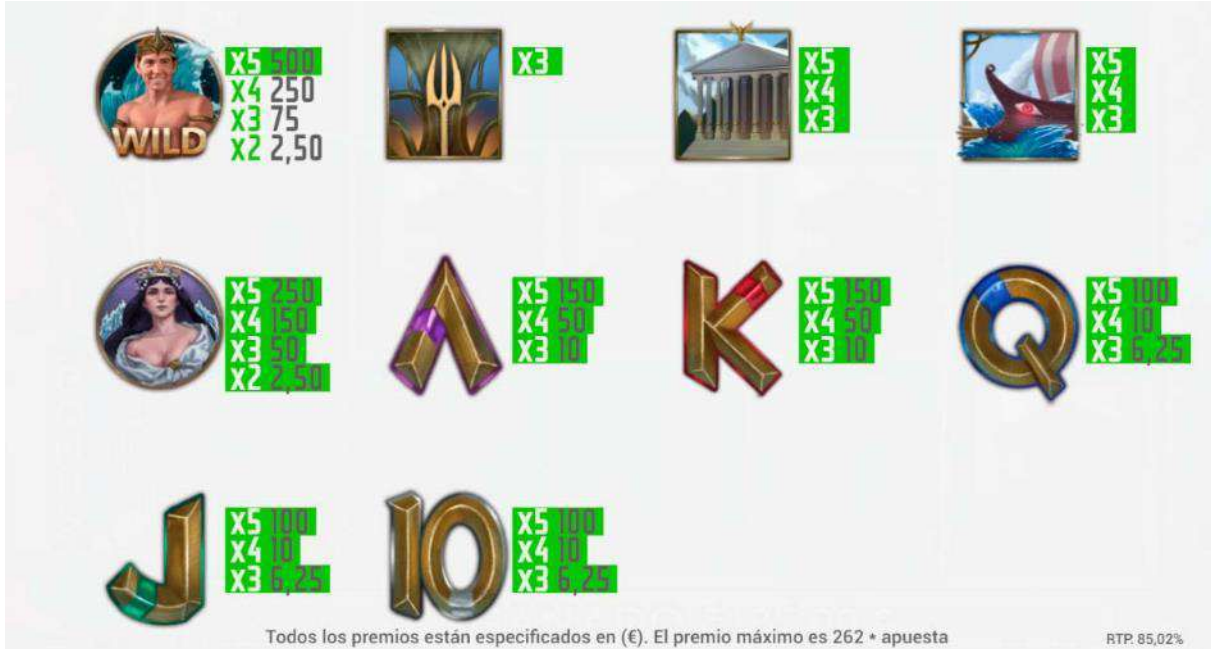 WILD
X5 500
X4 250
X3 75
X2 2,50
X3
X5
X4
X3
X5
X4
X3
X5 250
X4 150
X3 50
X2 2,50
A
X5 150
X4 50
X3 10
K
X5 150
X4 50
X3 10
Q
X5 100
X4 10
X3 6,25
J
X5 100
X4 10
X3 6,25
10
X5 100
X4 10
X3 6,25
Todos los premios están especificados en (€). El premio máximo es 262 * apuesta
RTP. 85,02%